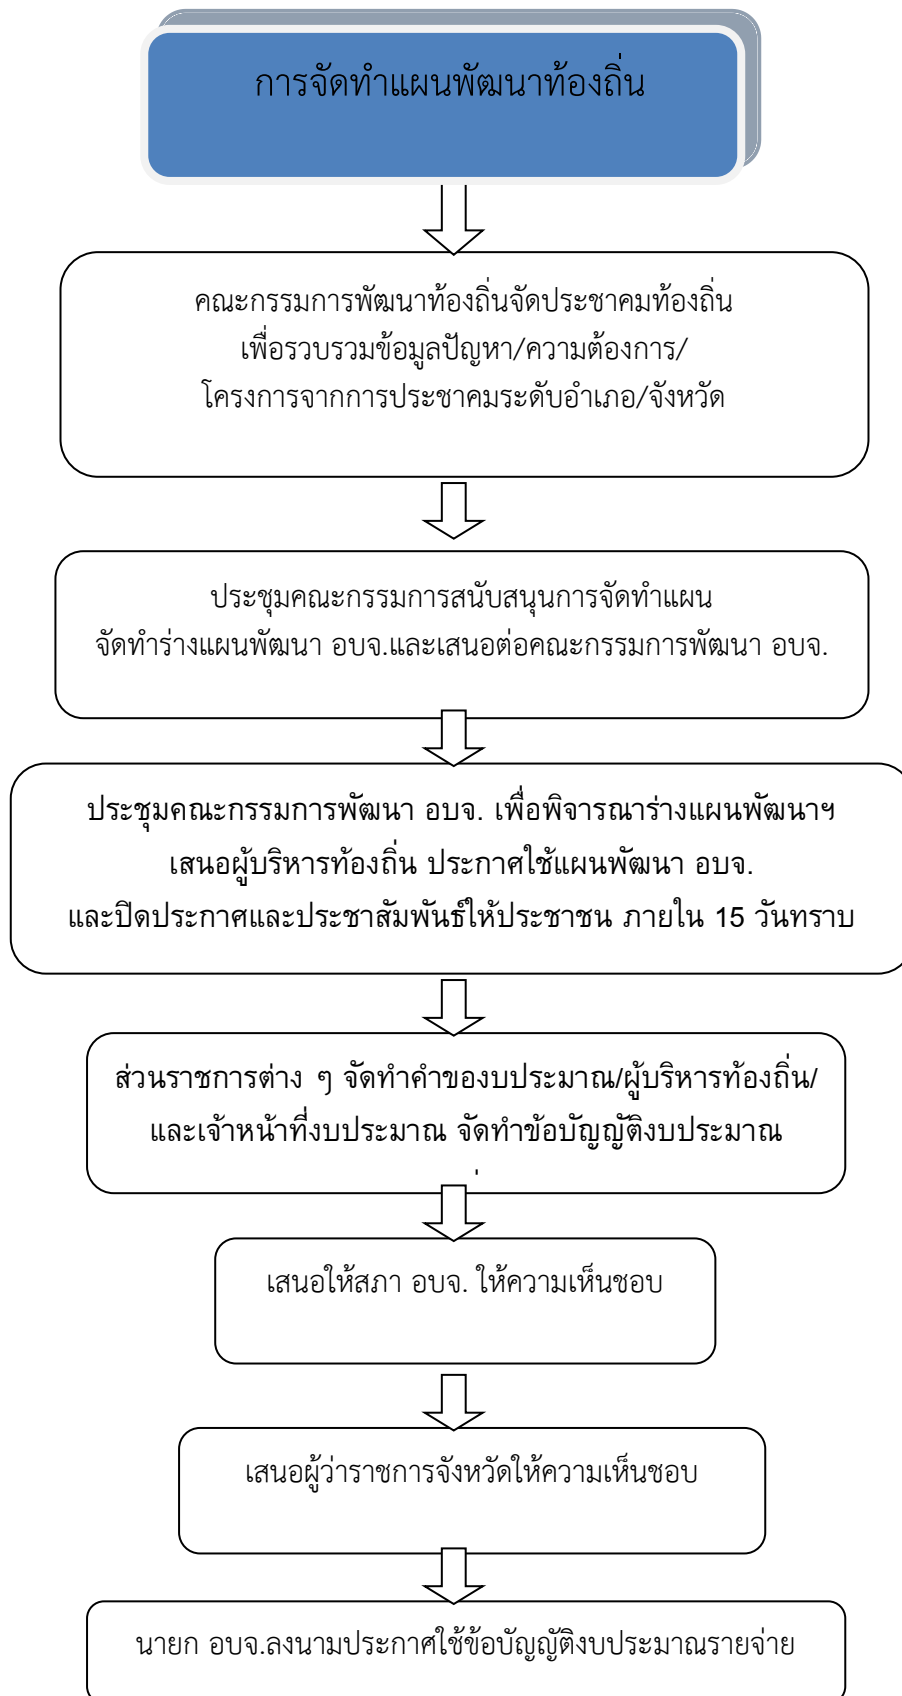 การจัดทำแผนพัฒนาท้องถิ่น
คณะกรรมการพัฒนาท้องถิ่นจัดประชาคมท้องถิ่น
เพื่อรวบรวมข้อมูลปัญหา/ความต้องการ/
โครงการจากการประชาคมระดับอำเภอ/จังหวัด
ประชุมคณะกรรมการสนับสนุนการจัดทำแผน
จัดทำร่างแผนพัฒนา อบจ.และเสนอต่อคณะกรรมการพัฒนา อบจ.
ประชุมคณะกรรมการพัฒนา อบจ. เพื่อพิจารณาร่างแผนพัฒนาฯ
เสนอผู้บริหารท้องถิ่น ประกาศใช้แผนพัฒนา อบจ.
และปิดประกาศและประชาสัมพันธ์ให้ประชาชน ภายใน 15 วันทราบ
ส่วนราชการต่าง ๆ จัดทำคำของบประมาณ/ผู้บริหารท้องถิ่น/
และเจ้าหน้าที่งบประมาณ จัดทำข้อบัญญัติงบประมาณ
เสนอให้สภา อบจ. ให้ความเห็นชอบ
เสนอผู้ว่าราชการจังหวัดให้ความเห็นชอบ
นายก อบจ.ลงนามประกาศใช้ข้อบัญญัติงบประมาณรายจ่าย